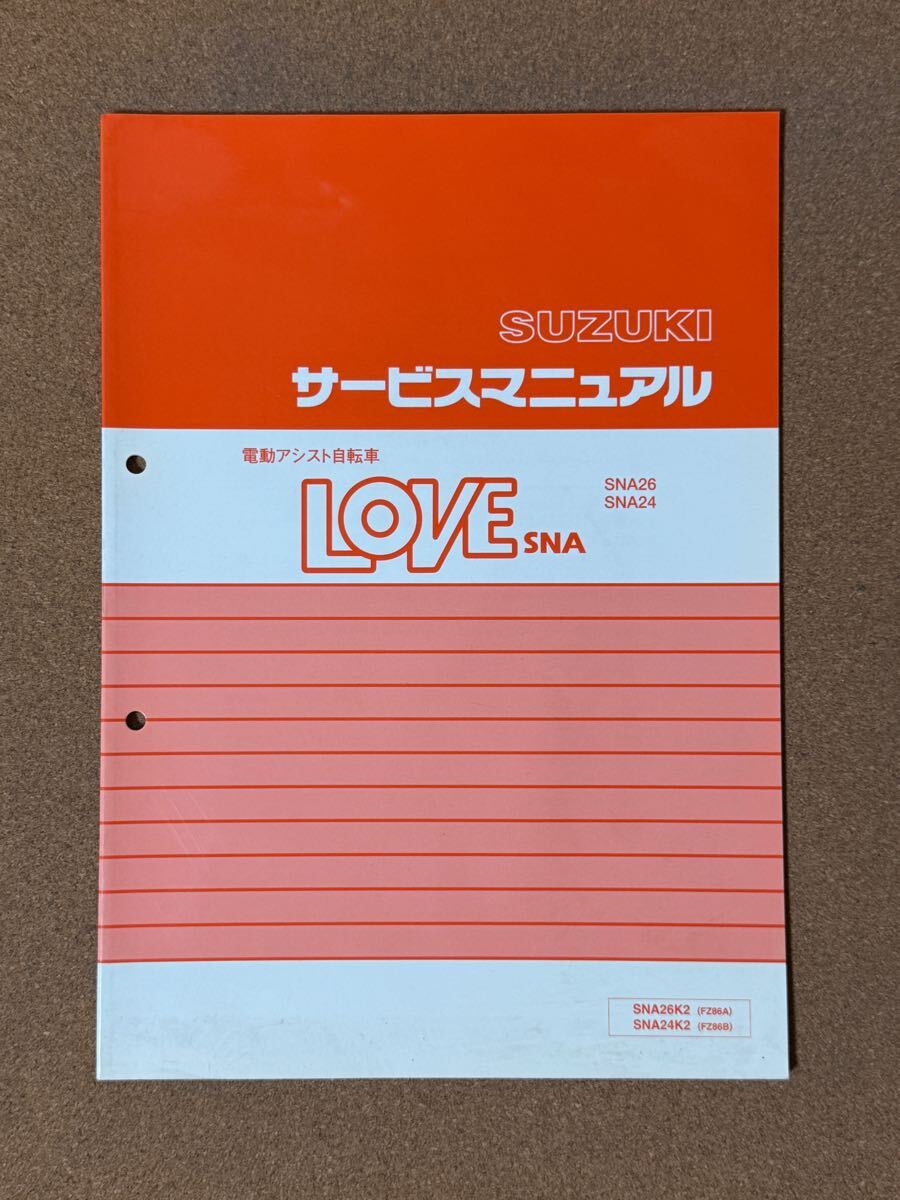 SUZUKI
サービスマニュアル
電動アシスト自転車
LOVE SNA
SNA26
SNA24
SNA26K2 (FZ86A)
SNA24K2 (FZ86B)